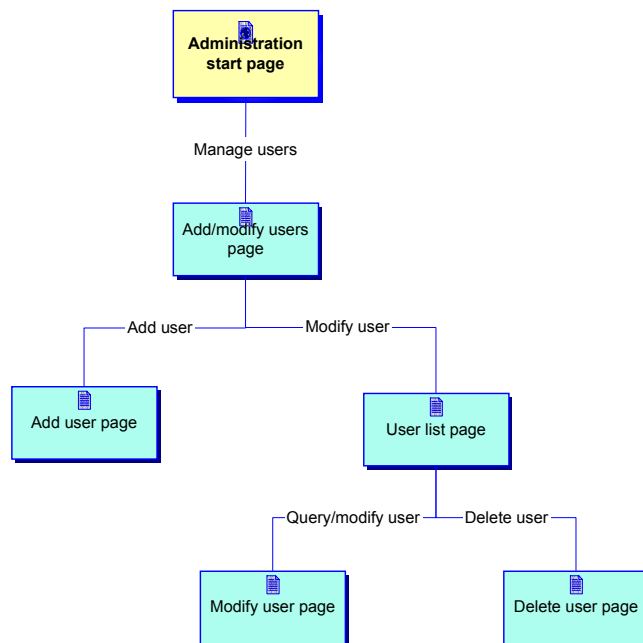 Administration
start page
Manage users
Add/modify users
page
Add user
Modify user
Add user page
User list page
Query/modify user
Delete user
Modify user page
Delete user page